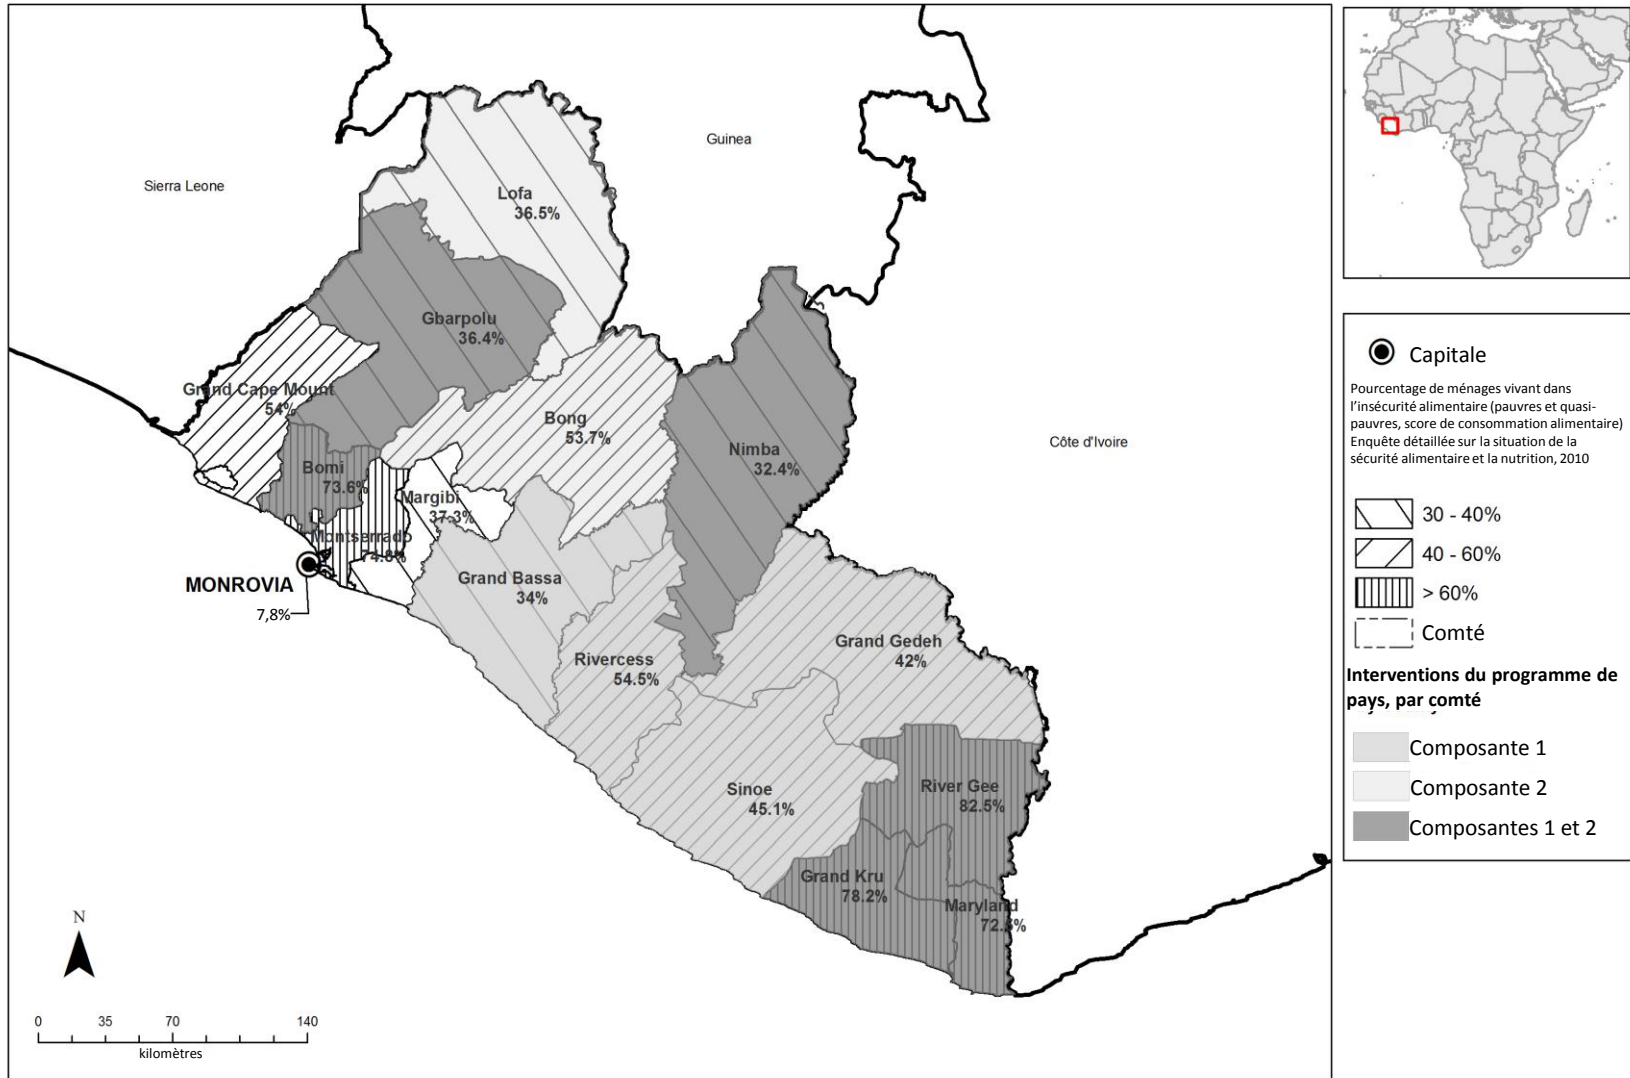 Guinea
Sierra Leone
Lofa
36.5%
Gbarpolu
36.4%
Grand Cape Mount
54%
Bong
53.7%
Nimba
32.4%
Côte d'Ivoire
Bomi
73.6%
Margibi
37.3%
Montserrado
74.8%
MONROVIA
7,8%
Grand Bassa
34%
Rivercess
54.5%
Grand Gedeh
42%
Sinoe
45.1%
River Gee
82.5%
Grand Kru
78.2%
Maryland
N
0 35 70 140
kilomètres
Capitale
Pourcentage de ménages vivant dans
l'insécurité alimentaire (pauvres et quasi-
pauvres, score de consommation alimentaire)
Enquête détaillée sur la situation de la
sécurité alimentaire et la nutrition, 2010
30 - 40%
40 - 60%
> 60%
Comté
Interventions du programme de
pays, par comté
Composante 1
Composante 2
Composantes 1 et 2